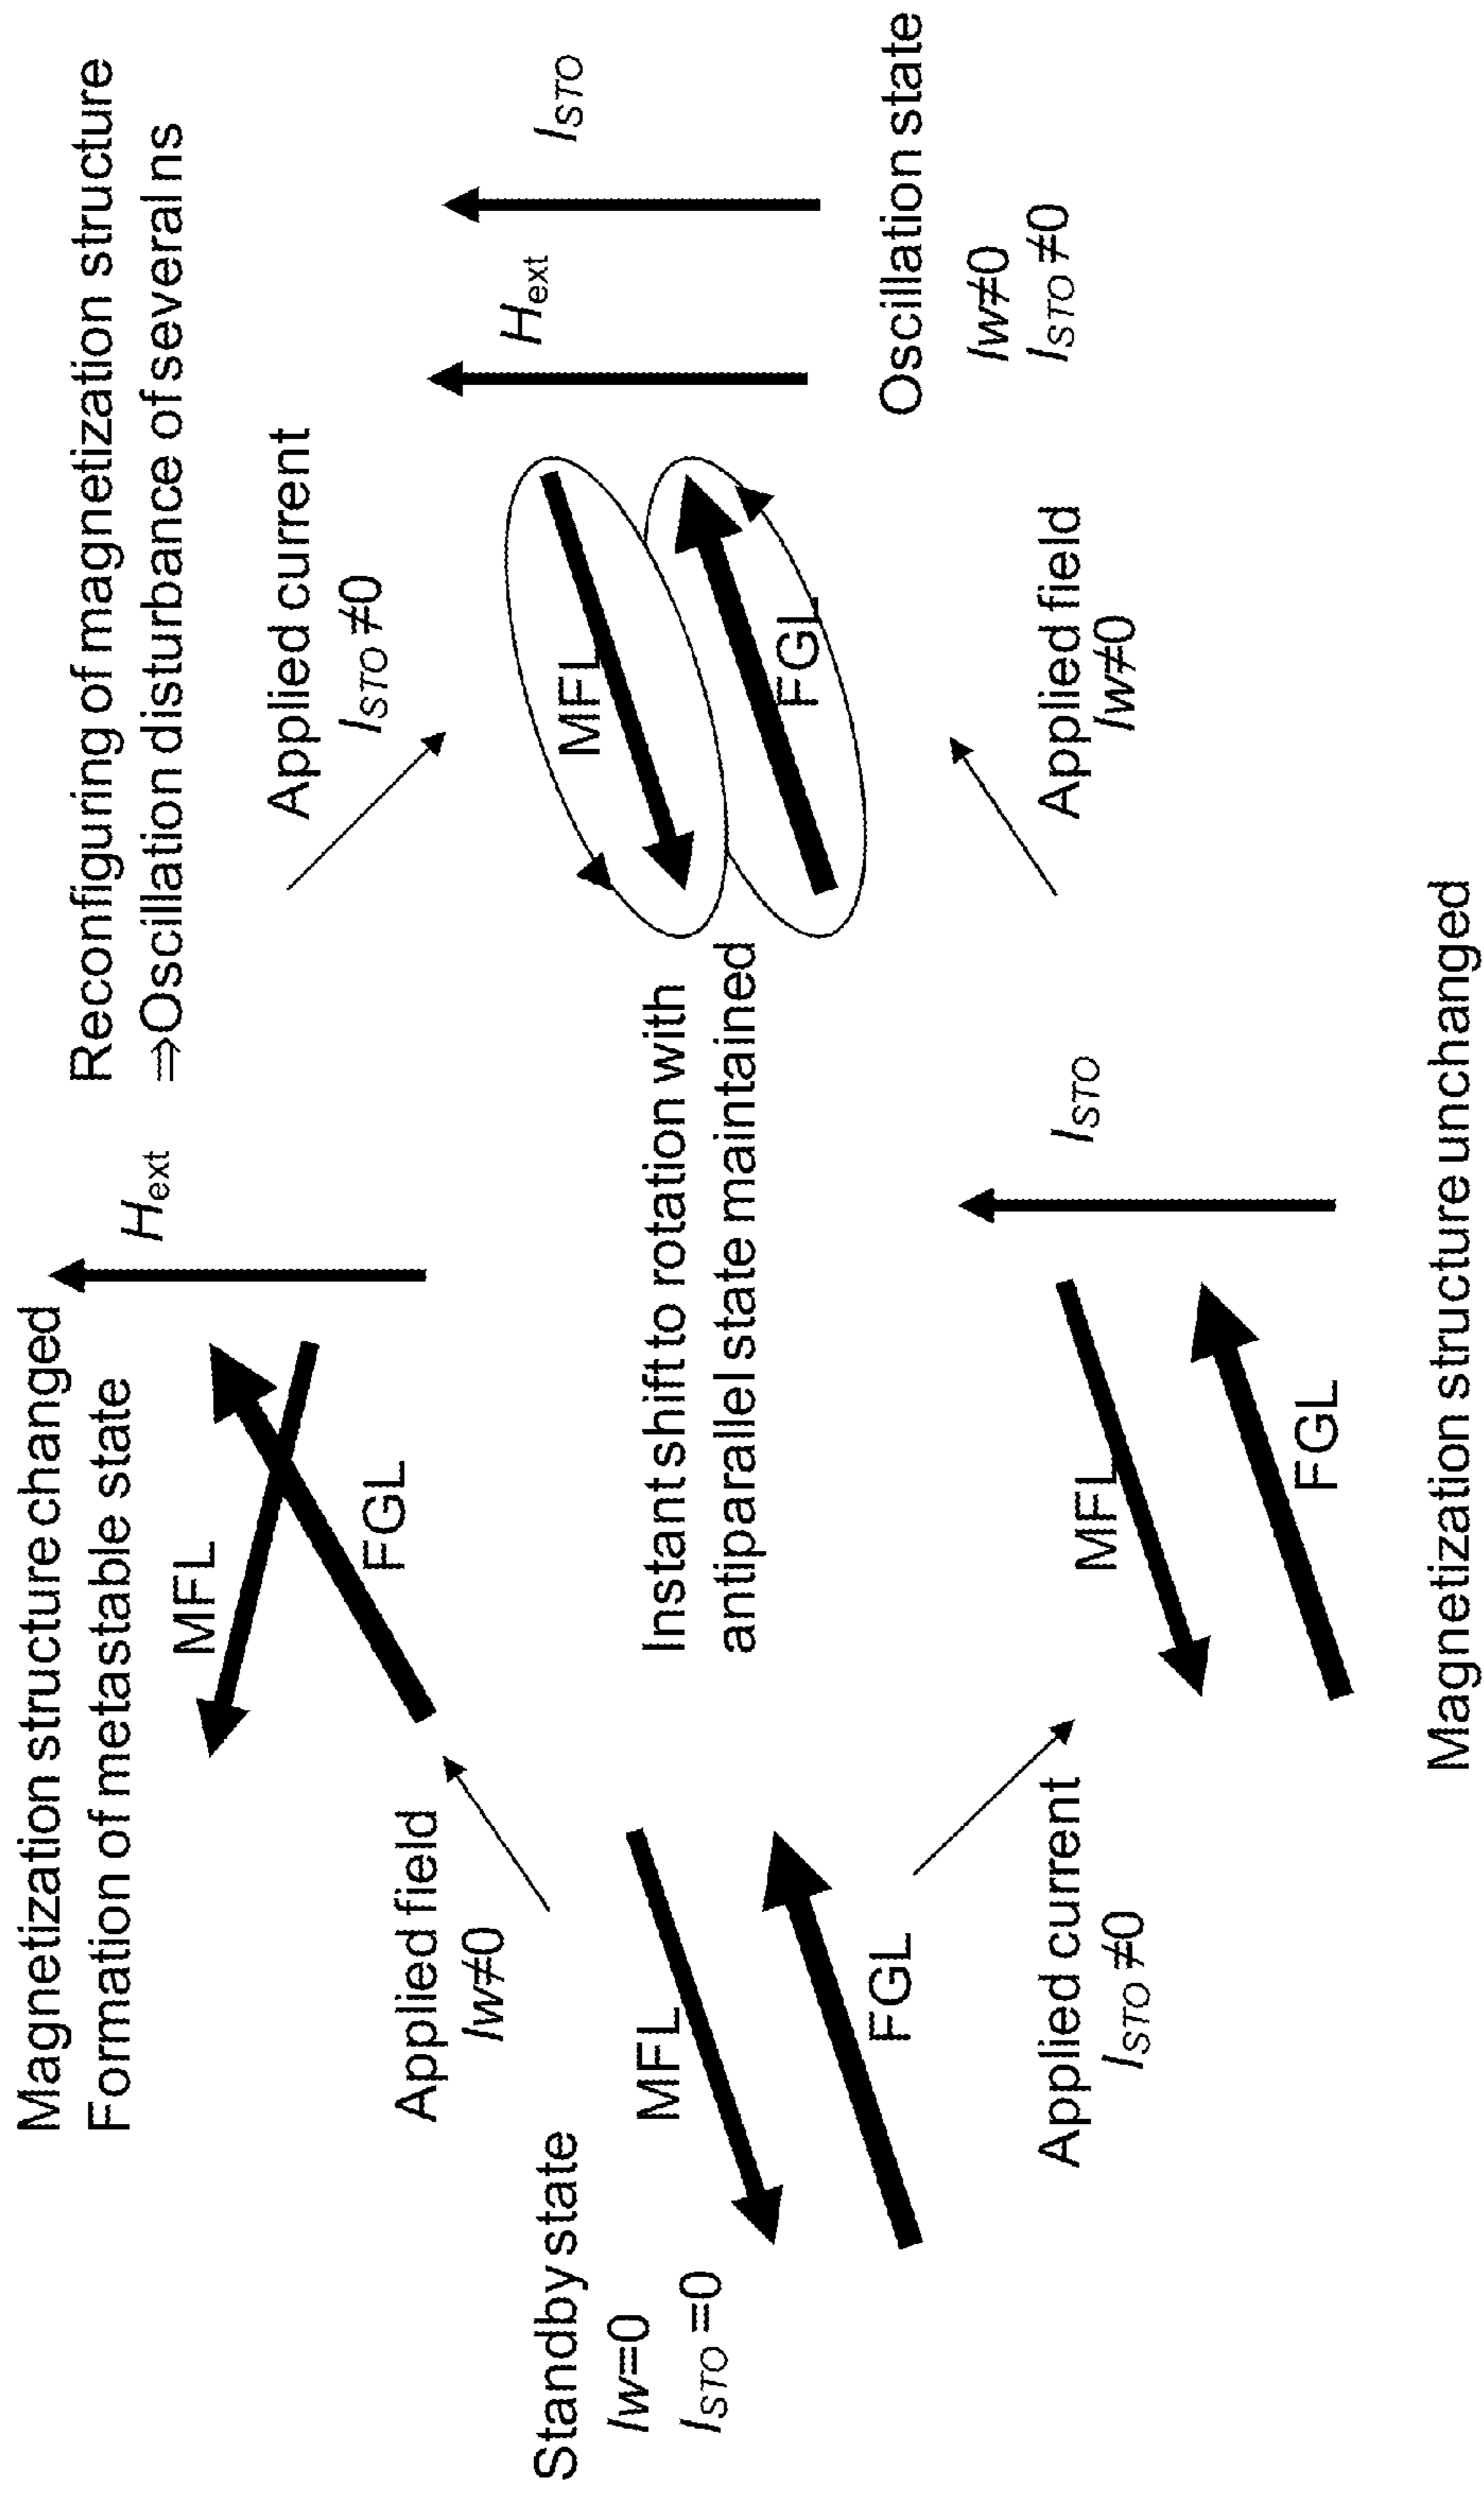 Magnetization structure changed
Formation of metastable state
Hext
Reconfiguring of magnetization structure
⇒Oscillation disturbance of several ns
MFL
FGL
Applied field
Iw≠0
Applied current
ISTO≠0
Standby state
Iw=0
ISTO=0
MFL
FGL
Instant shift to rotation with
antiparallel state maintained
MFL
FGL
Hext
ISTO
Oscillation state
Iw≠0
ISTO≠0
Applied current
ISTO≠0
MFL
FGL
ISTO
Applied field
Iw≠0
Magnetization structure unchanged